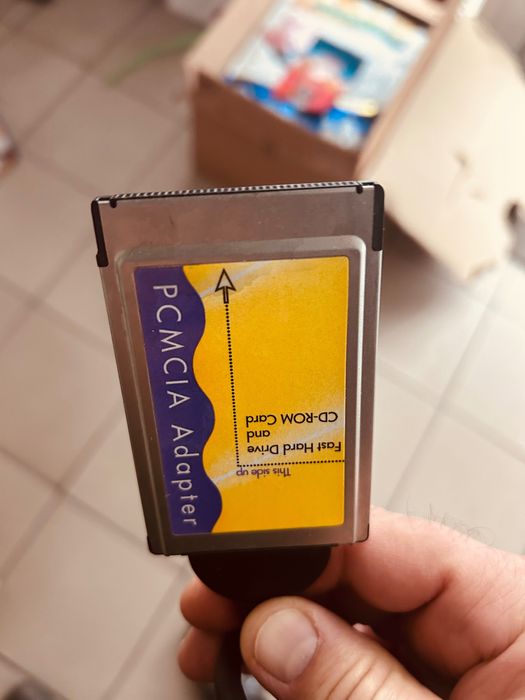 PCMCIA Adapter
This side up
Fast Hard Drive
and
CD-ROM Card